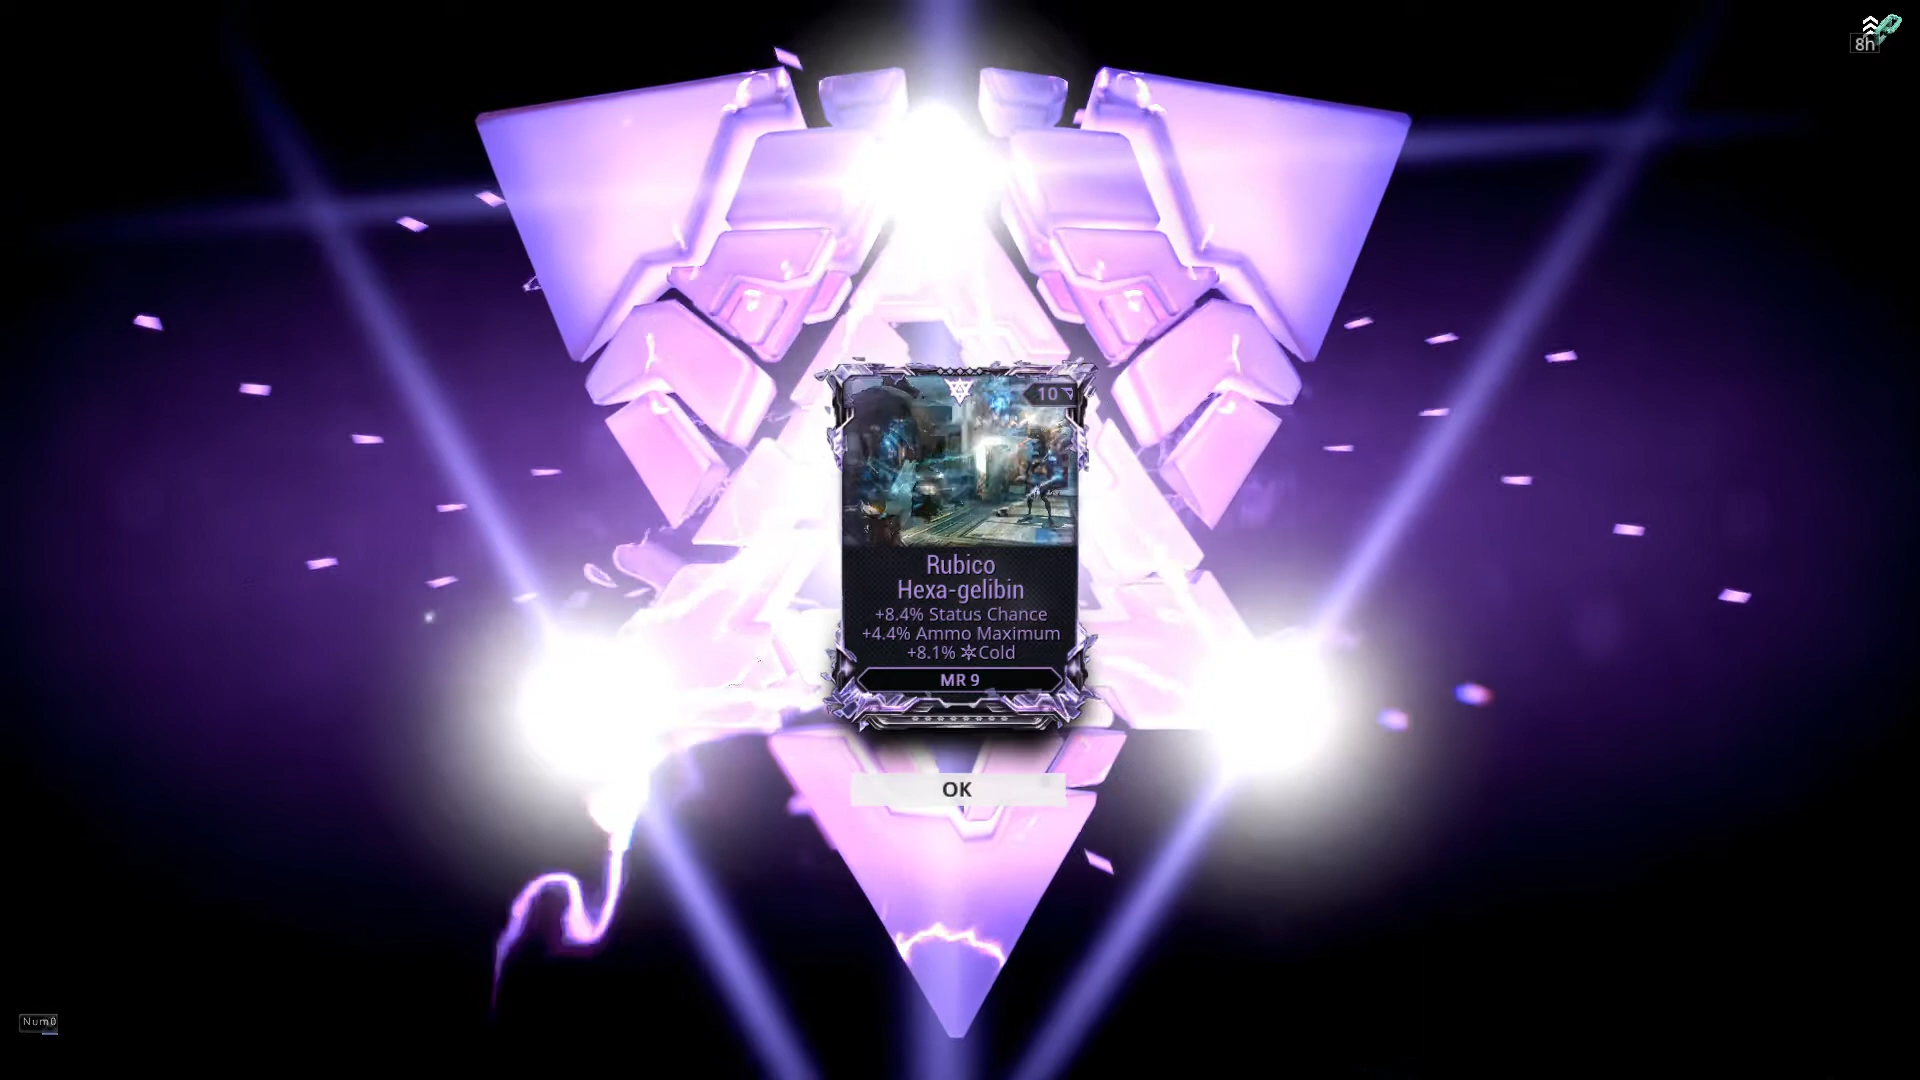 8h
10
Rubico
Hexa-gelibin
+8.4% Status Chance
+4.4% Ammo Maximum
+8.1% Cold
MR 9
OK
Num0